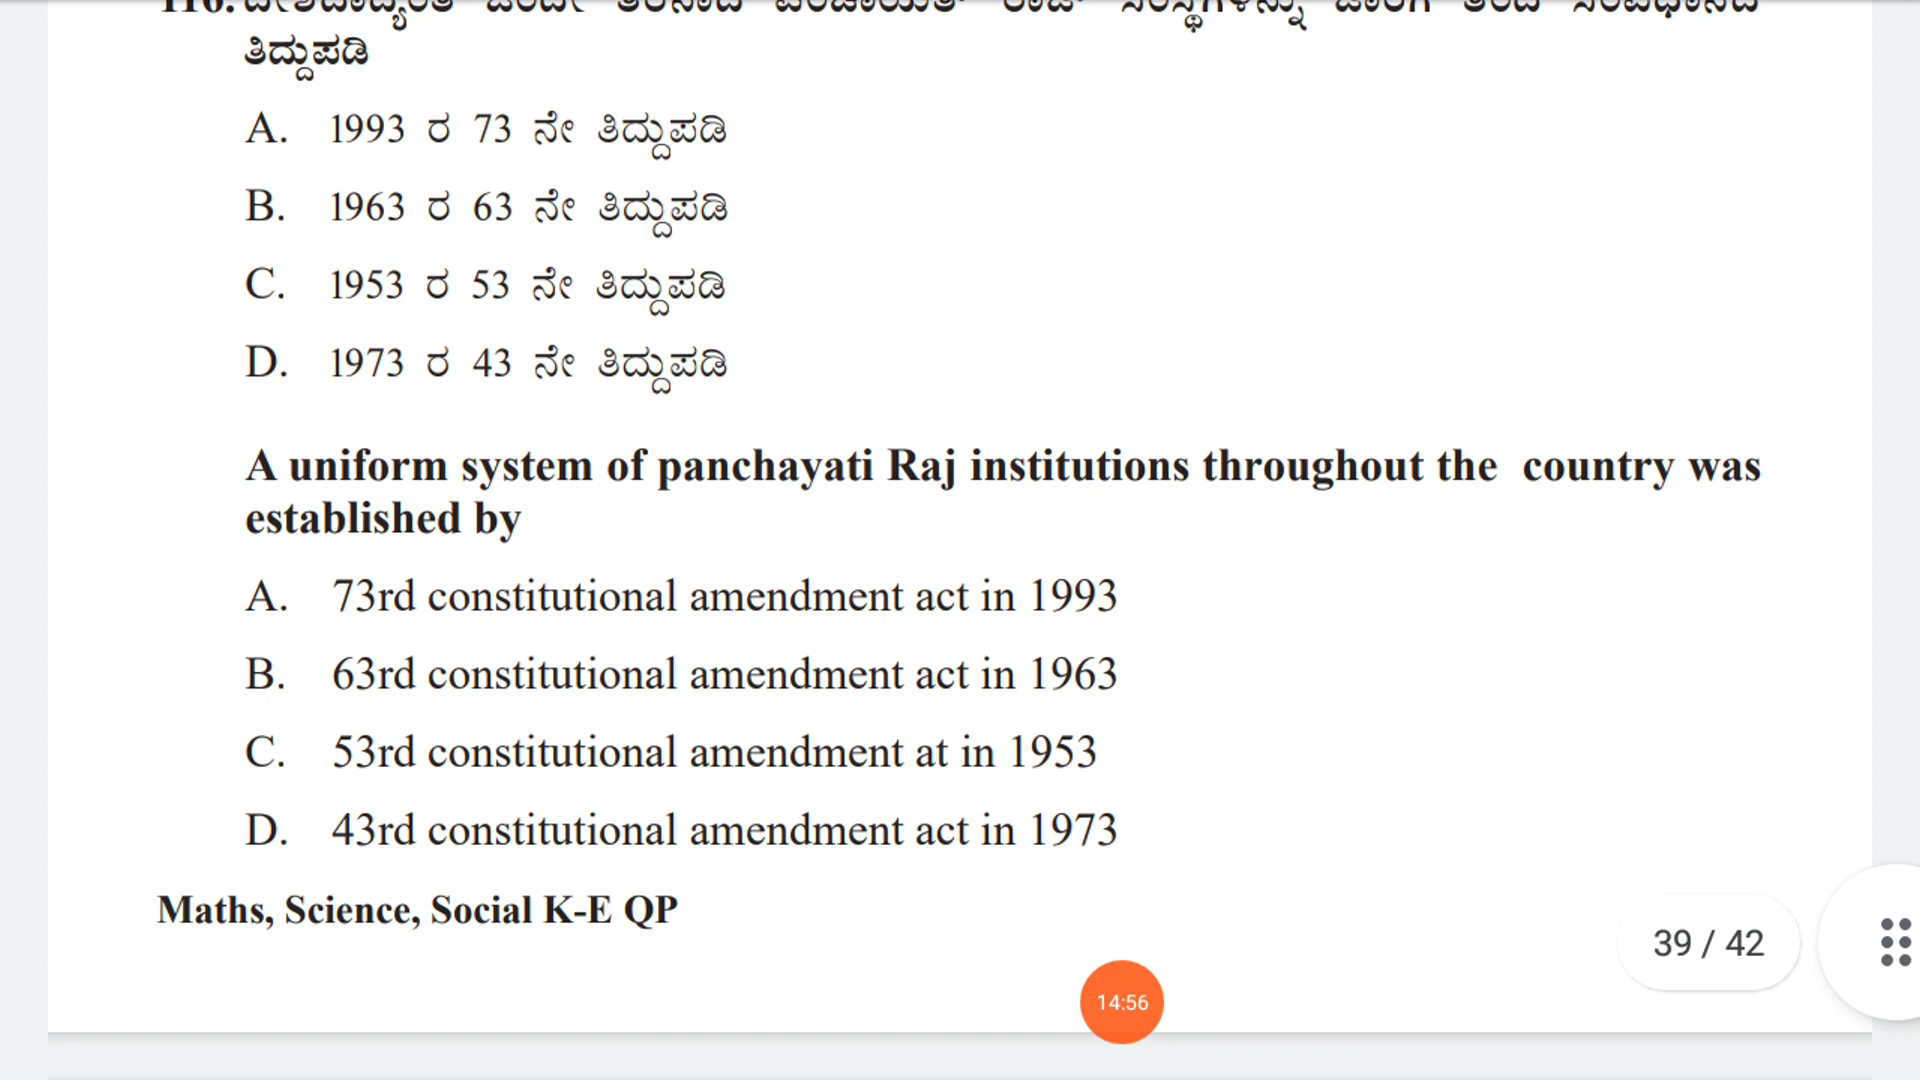 ತಿದ್ದುಪಡಿ
A. 1993 ರ 73 ನೇ ತಿದ್ದುಪಡಿ
B. 1963 ರ 63 ನೇ ತಿದ್ದುಪಡಿ
C. 1953 ರ 53 ನೇ ತಿದ್ದುಪಡಿ
D. 1973 ರ 43 ನೇ ತಿದ್ದುಪಡಿ
A uniform system of panchayati Raj institutions throughout the country was
established by
A. 73rd constitutional amendment act in 1993
B. 63rd constitutional amendment act in 1963
C. 53rd constitutional amendment at in 1953
D. 43rd constitutional amendment act in 1973
Maths, Science, Social K-E QP
39 / 42
14:56